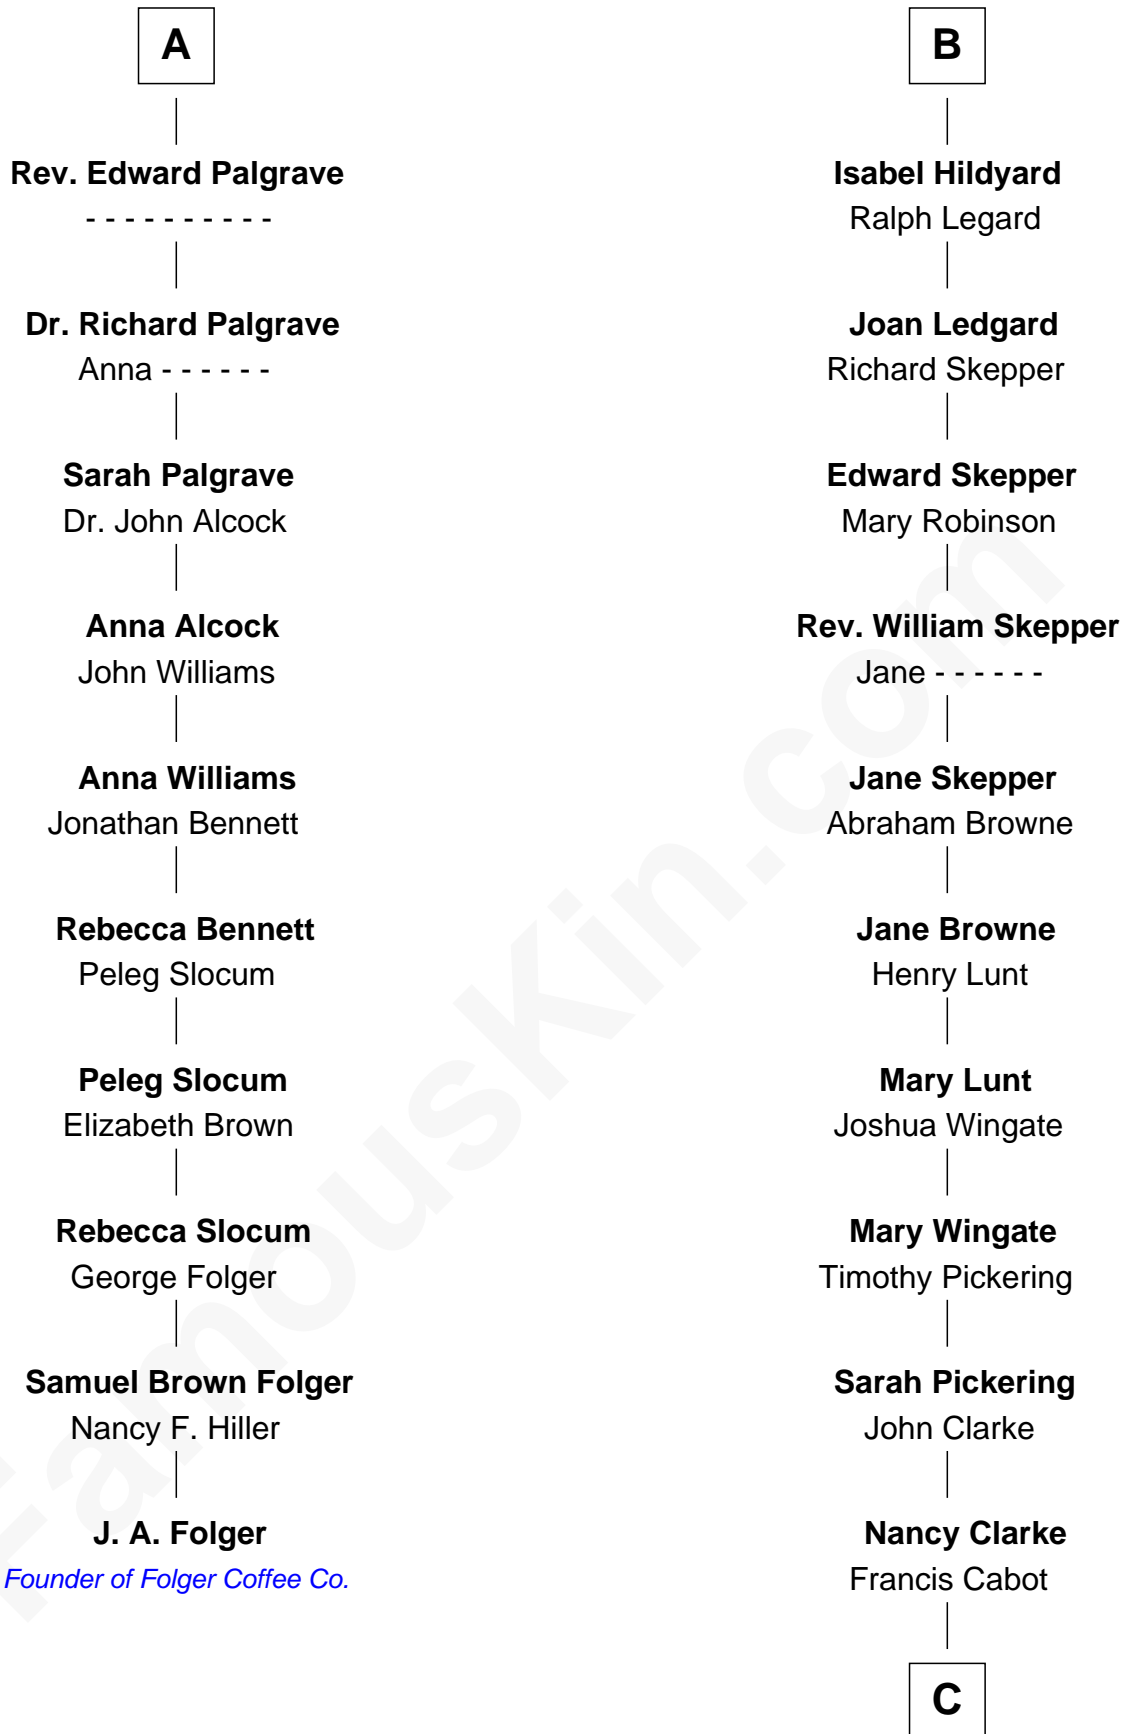 A
Rev. Edward Palgrave
- - - - - - - - - -
Dr. Richard Palgrave
Anna - - - - - -
Sarah Palgrave
Dr. John Alcock
Anna Alcock
John Williams
Anna Williams
Jonathan Bennett
Rebecca Bennett
Peleg Slocum
Peleg Slocum
Elizabeth Brown
Rebecca Slocum
George Folger
Samuel Brown Folger
Nancy F. Hiller
J. A. Folger
Founder of Folger Coffee Co.
B
Isabel Hildyard
Ralph Legard
Joan Ledgard
Richard Skepper
Edward Skepper
Mary Robinson
Rev. William Skepper
Jane - - - - - -
Jane Skepper
Abraham Browne
Jane Browne
Henry Lunt
Mary Lunt
Joshua Wingate
Mary Wingate
Timothy Pickering
Sarah Pickering
John Clarke
Nancy Clarke
Francis Cabot
C
FamousKin.com